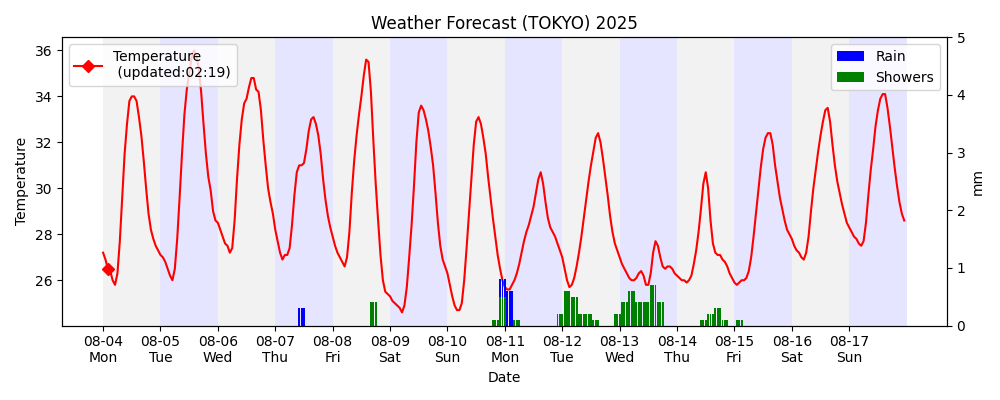 Weather Forecast (TOKYO) 2025
Temperature
(updated:02:19)
Rain
Showers
Temperature
36
34
32
30
28
26
5
4
3
2
1
0
mm
08-04 08-05 08-06 08-07 08-08 08-09 08-10 08-11 08-12 08-13 08-14 08-15 08-16 08-17
Mon Tue Wed Thu Fri Sat Sun Mon Tue Wed Thu Fri Sat Sun
Date